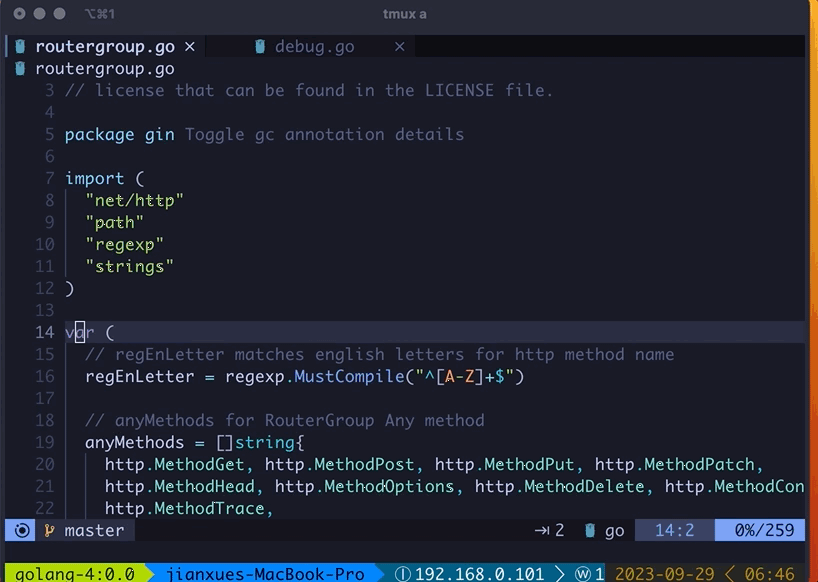 ⌥⌘1 tmux a
routergroup.go × debug.go ×
routergroup.go
3 // license that can be found in the LICENSE file.
4
5 package gin Toggle gc annotation details
6
7 import (
8 "net/http"
9 "path"
10 "regexp"
11 "strings"
12 )
13
14 var (
15 // regEnLetter matches english letters for http method name
16 regEnLetter = regexp.MustCompile("^[A-Z]+$")
17
18 // anyMethods for RouterGroup Any method
19 anyMethods = []string{
20 http.MethodGet, http.MethodPost, http.MethodPut, http.MethodPatch,
21 http.MethodHead, http.MethodOptions, http.MethodDelete, http.MethodCon
22 http.MethodTrace,
master 2 go 14:2 0%/259
golang-4:0.0 jianxues-MacBook-Pro Ⓛ 192.168.0.101 ⓦ 1 2023-09-29 < 06:46